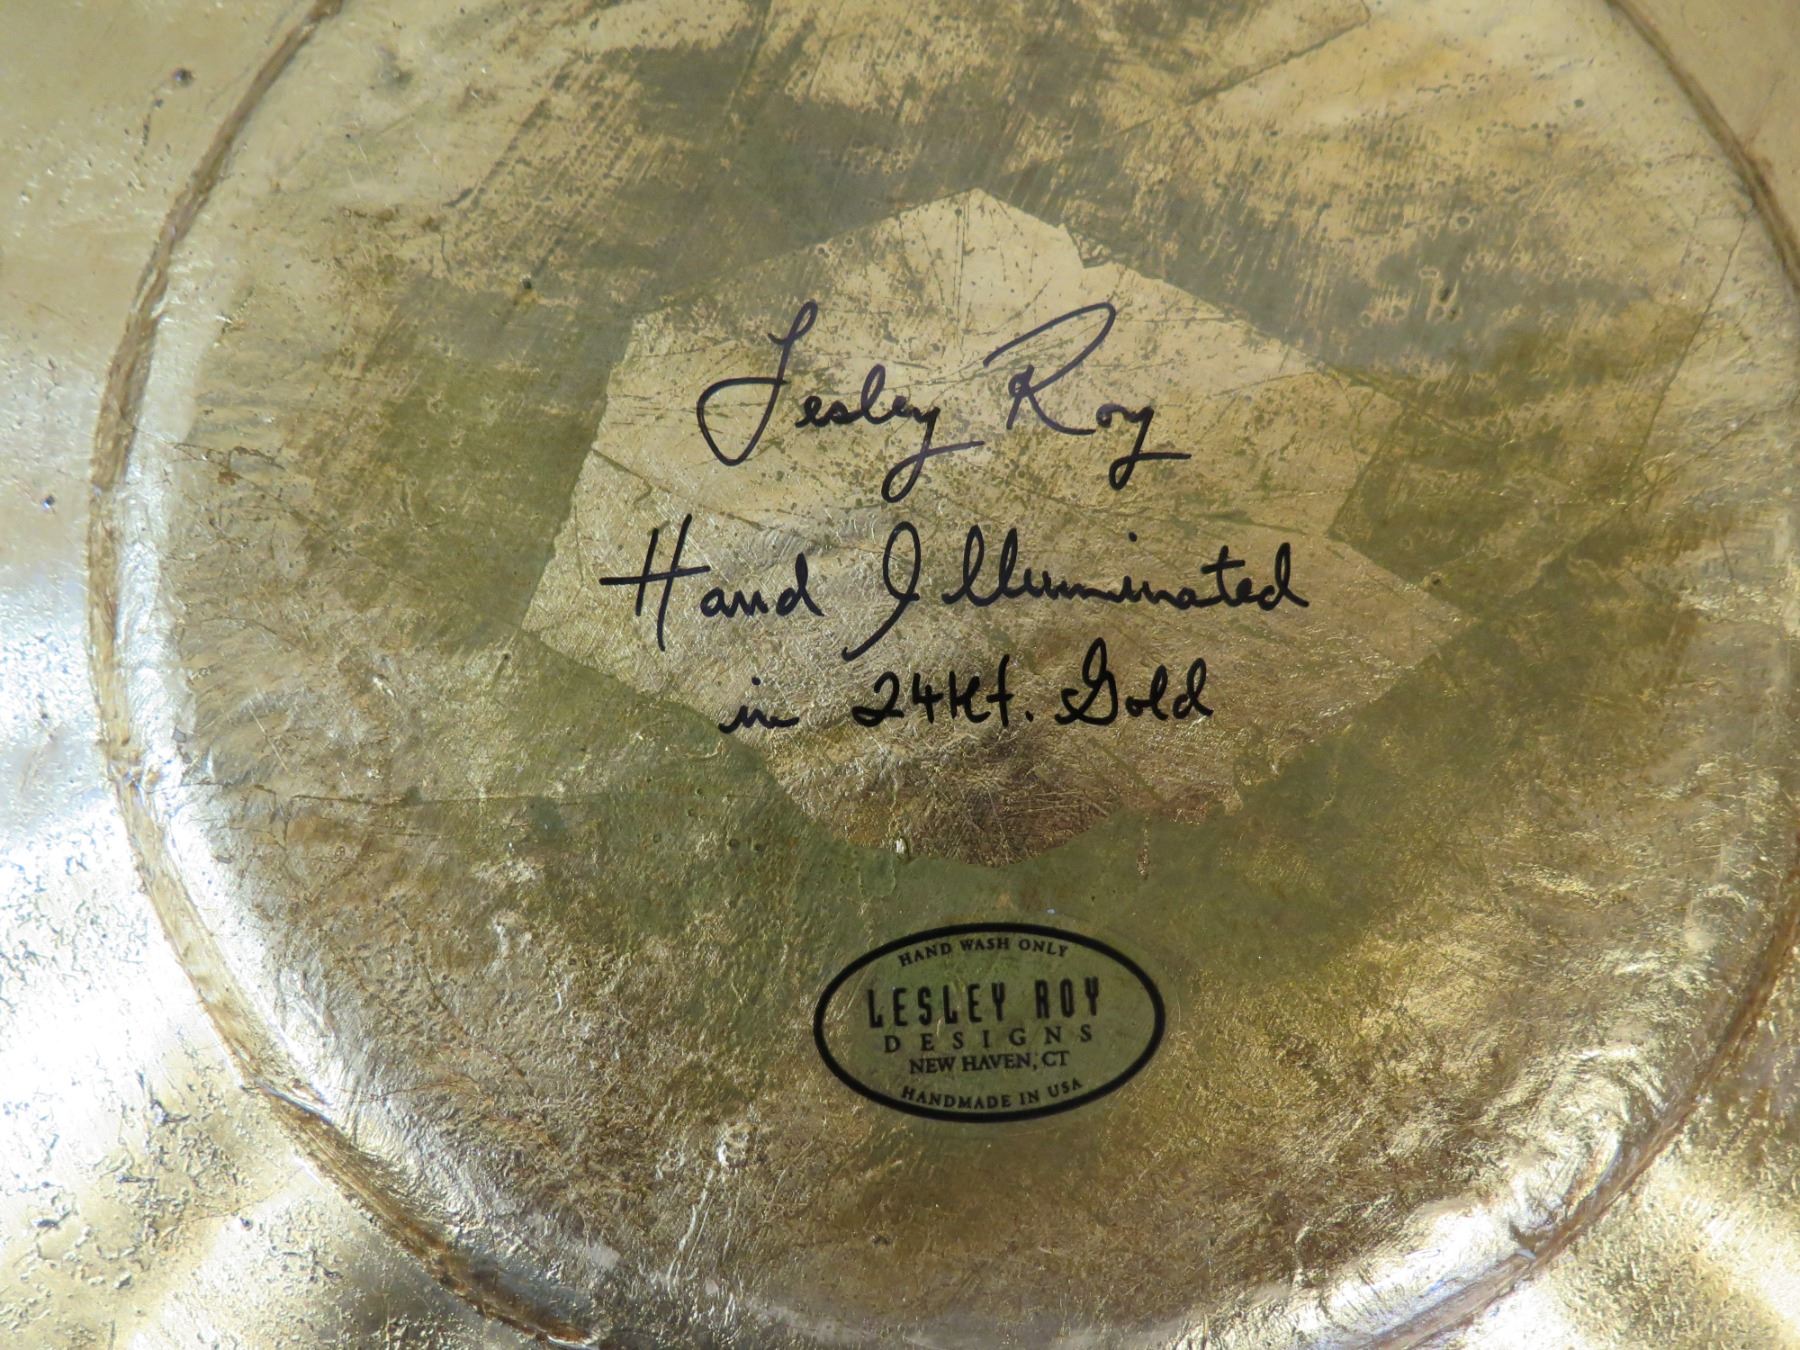 Lesley Roy
Hand Illuminated
in 24Kt. Gold
HAND WASH ONLY
LESLEY ROY
DESIGNS
NEW HAVEN, CT
HANDMADE IN USA